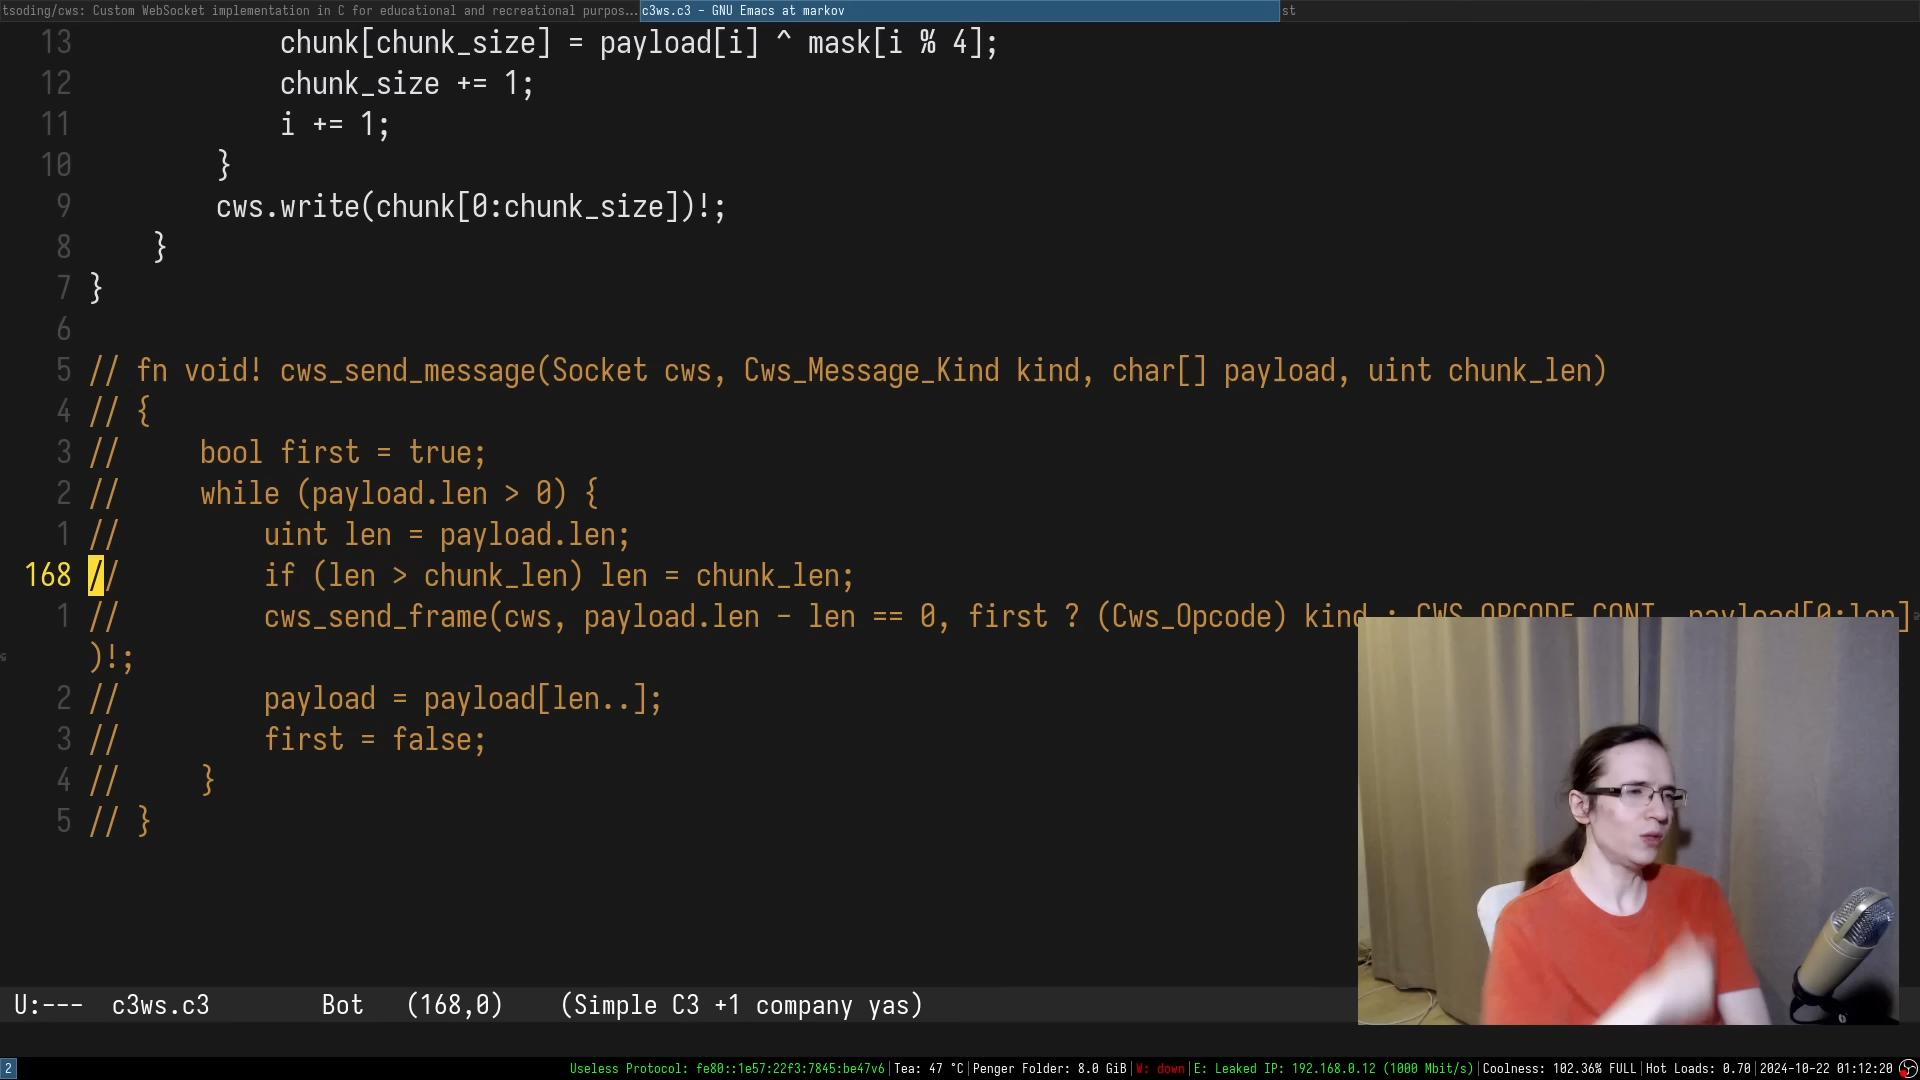 tsoding/cws: Custom WebSocket implementation in C for educational and recreational purpos... c3ws.c3 - GNU Emacs at markov st
13 chunk[chunk_size] = payload[i] ^ mask[i % 4];
12 chunk_size += 1;
11 i += 1;
10 }
9 cws.write(chunk[0:chunk_size])!;
8 }
7 }
6
5 // fn void! cws_send_message(Socket cws, Cws_Message_Kind kind, char[] payload, uint chunk_len)
4 // {
3 // bool first = true;
2 // while (payload.len > 0) {
1 // uint len = payload.len;
168 // if (len > chunk_len) len = chunk_len;
1 // cws_send_frame(cws, payload.len - len == 0, first ? (Cws_Opcode) kind : CWS_OPCODE_CONT, payload[0:len]
)!;
2 // payload = payload[len..];
3 // first = false;
4 // }
5 // }
U:--- c3ws.c3 Bot (168,0) (Simple C3 +1 company yas)
2 Useless Protocol: fe80::1e57:22f3:7845:be47v6|Tea: 47 °C|Penger Folder: 8.0 GiB|W: down|E: Leaked IP: 192.168.0.12 (1000 Mbit/s)|Coolness: 102.36% FULL|Hot Loads: 0.70|2024-10-22 01:12:20